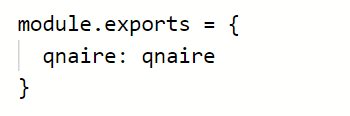 module.exports = {
  qnaire: qnaire
}